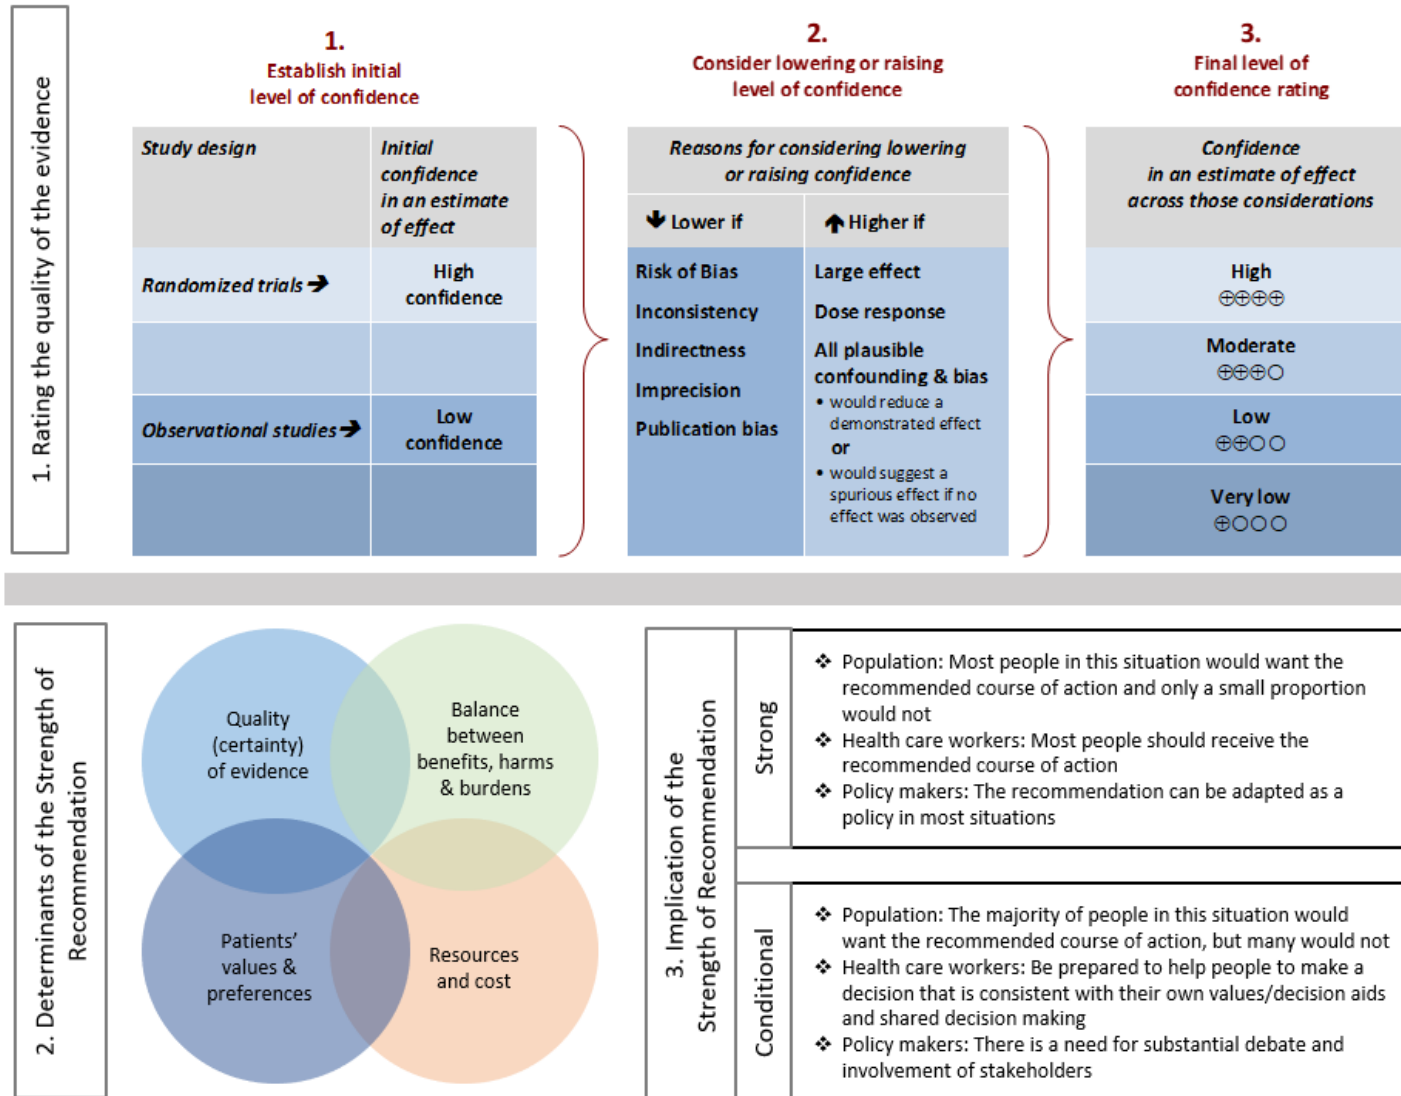 1. Rating the quality of the evidence
1.
Establish initial
level of confidence
Study design
Initial
confidence
in an estimate
of effect
Randomized trials ➔
High
confidence
Observational studies ➔
Low
confidence
2.
Consider lowering or raising
level of confidence
Reasons for considering lowering
or raising confidence
🡇 Lower if
🡅 Higher if
Risk of Bias
Inconsistency
Indirectness
Imprecision
Publication bias
Large effect
Dose response
All plausible
confounding & bias
• would reduce a
demonstrated effect
or
• would suggest a
spurious effect if no
effect was observed
3.
Final level of
confidence rating
Confidence
in an estimate of effect
across those considerations
High
⊕⊕⊕⊕
Moderate
⊕⊕⊕○
Low
⊕⊕○○
Very low
⊕○○○
2. Determinants of the Strength of
Recommendation
Quality
(certainty)
of evidence
Balance
between
benefits, harms
& burdens
Patients’
values &
preferences
Resources
and cost
3. Implication of the
Strength of Recommendation
Strong
❖ Population: Most people in this situation would want the
recommended course of action and only a small proportion
would not
❖ Health care workers: Most people should receive the
recommended course of action
❖ Policy makers: The recommendation can be adapted as a
policy in most situations
Conditional
❖ Population: The majority of people in this situation would
want the recommended course of action, but many would not
❖ Health care workers: Be prepared to help people to make a
decision that is consistent with their own values/decision aids
and shared decision making
❖ Policy makers: There is a need for substantial debate and
involvement of stakeholders